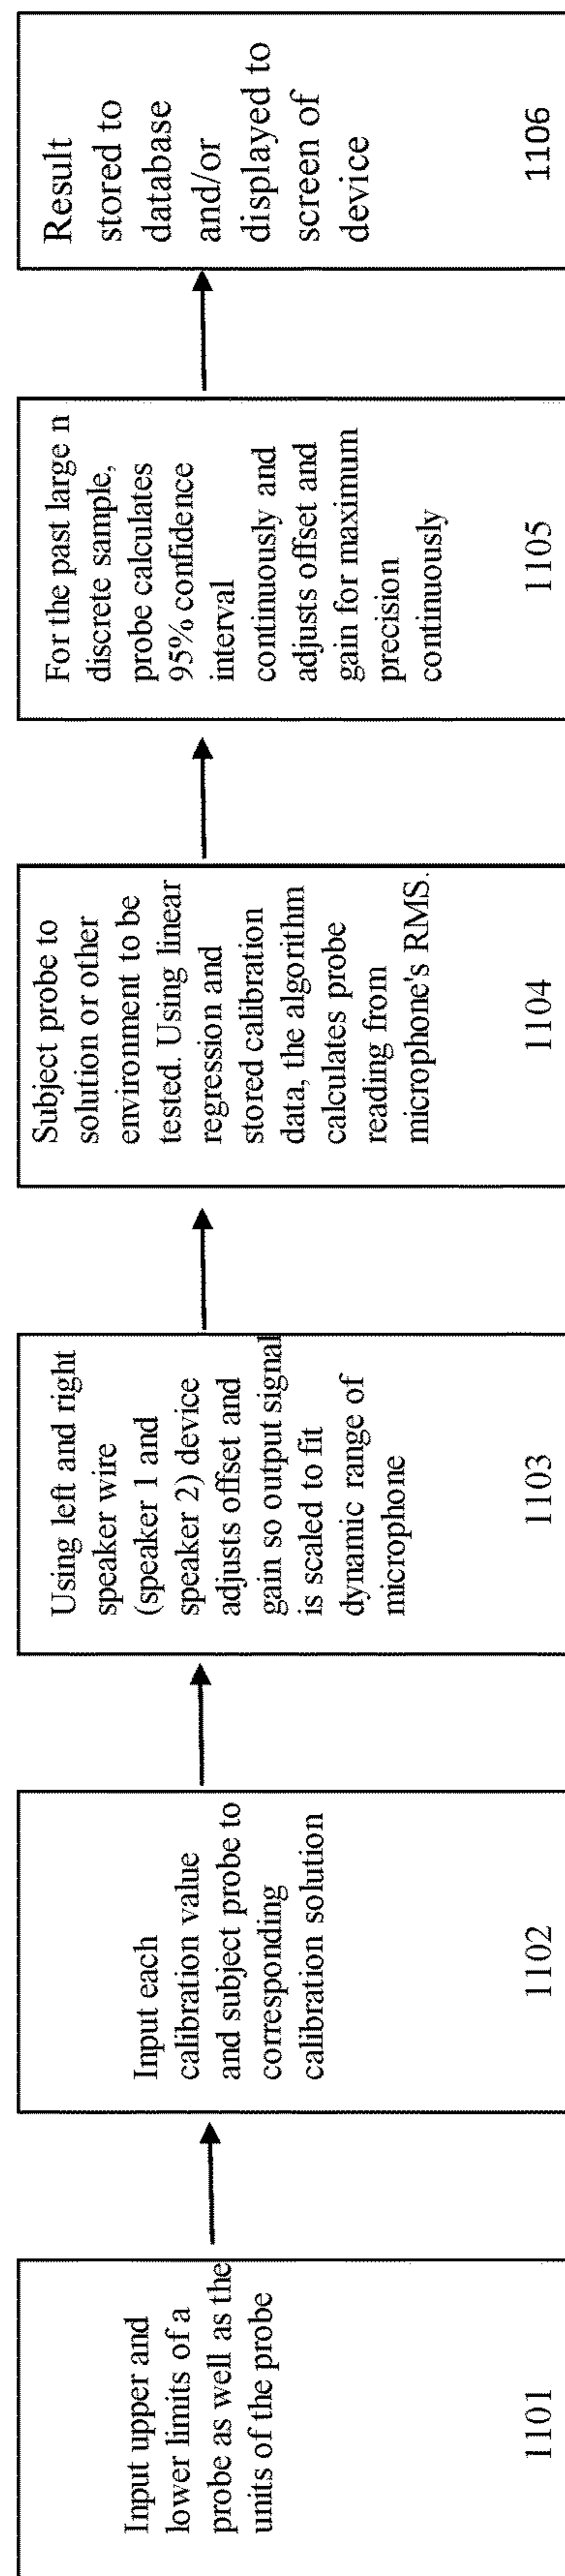 Input upper and
lower limits of a
probe as well as the
units of the probe
1101
Input each
calibration value
and subject probe to
corresponding
calibration solution
1102
Using left and right
speaker wire
(speaker 1 and
speaker 2) device
adjusts offset and
gain so output signal
is scaled to fit
dynamic range of
microphone
1103
Subject probe to
solution or other
environment to be
tested. Using linear
regression and
stored calibration
data, the algorithm
calculates probe
reading from
microphone's RMS.
1104
For the past large n
discrete sample,
probe calculates
95% confidence
interval
continuously and
adjusts offset and
gain for maximum
precision
continuously
1105
Result
stored to
database
and/or
displayed to
screen of
device
1106